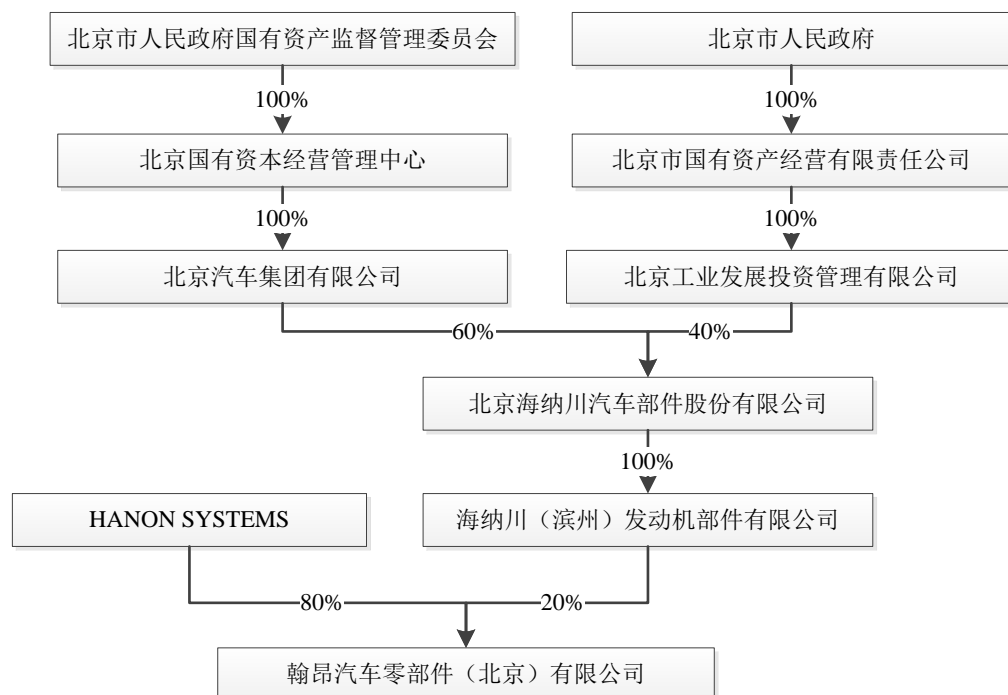 北京市人民政府国有资产监督管理委员会
北京市人民政府
100%
100%
北京国有资本经营管理中心
北京市国有资产经营有限责任公司
100%
100%
北京汽车集团有限公司
北京工业发展投资管理有限公司
60%
40%
北京海纳川汽车部件股份有限公司
100%
HANON SYSTEMS
海纳川（滨州）发动机部件有限公司
80%
20%
翰昂汽车零部件（北京）有限公司